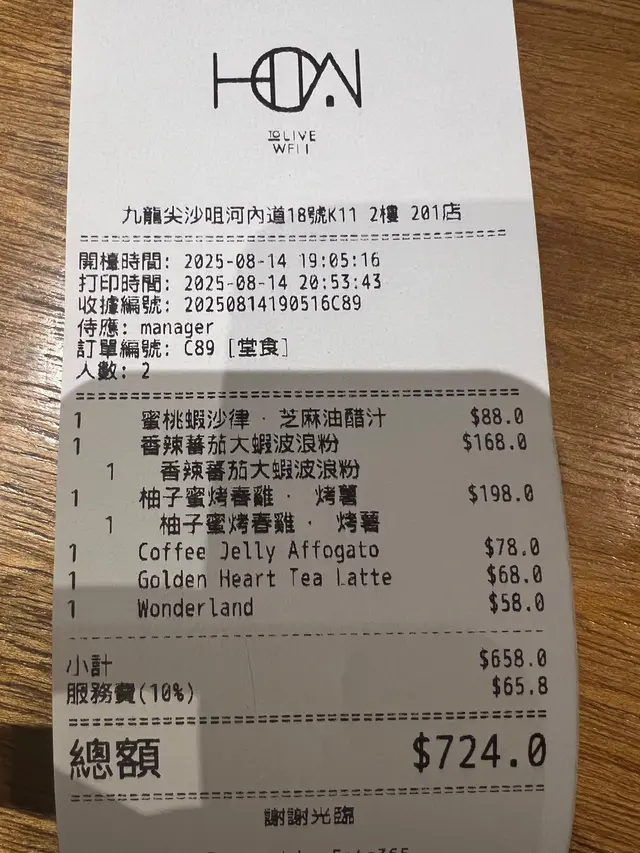 HOW
TO LIVE
WELL
九龍尖沙咀河內道18號K11 2樓 201店
開檯時間: 2025-08-14 19:05:16
打印時間: 2025-08-14 20:53:43
收據編號: 20250814190516C89
侍應: manager
訂單編號: C89 [堂食]
人數: 2
1 蜜桃蝦沙律 · 芝麻油醋汁 $88.0
1 香辣蕃茄大蝦波浪粉 $168.0
1 香辣蕃茄大蝦波浪粉
1 柚子蜜烤春雞 · 烤薯 $198.0
1 柚子蜜烤春雞 · 烤薯
1 Coffee Jelly Affogato $78.0
1 Golden Heart Tea Latte $68.0
1 Wonderland $58.0
小計 $658.0
服務費(10%) $65.8
總額 $724.0
謝謝光臨